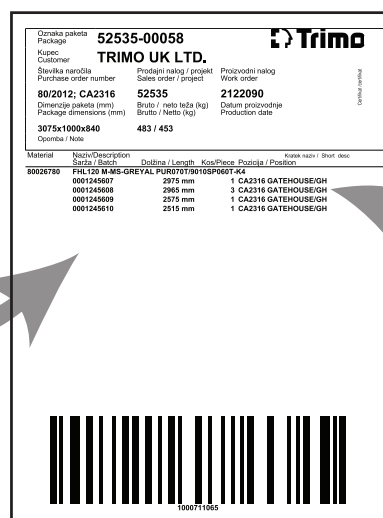 Oznaka paketa
Package
52535-00058
Trimo
Kupec
Customer
TRIMO UK LTD.
Številka naročila
Purchase order number
Prodajni nalog / projekt
Sales order / project
Proizvodni nalog
Work order
80/2012; CA2316
52535
2122090
Dimenzije paketa (mm)
Package dimensions (mm)
Bruto / neto teža (kg)
Brutto / Netto (kg)
Datum proizvodnje
Production date
3075x1000x840
483 / 453
Opomba / Note
Material
Naziv/Description
Kratek naziv / Short desc
Šarža / Batch
Dolžina / Length
Kos/Piece
Pozicija / Position
80026780
FHL120 M-MS-GREYAL PUR070T/9010SP060T-K4
0001245607 2975 mm 1 CA2316 GATEHOUSE/GH
0001245608 2965 mm 3 CA2316 GATEHOUSE/GH
0001245609 2575 mm 1 CA2316 GATEHOUSE/GH
0001245610 2515 mm 1 CA2316 GATEHOUSE/GH
1000711065